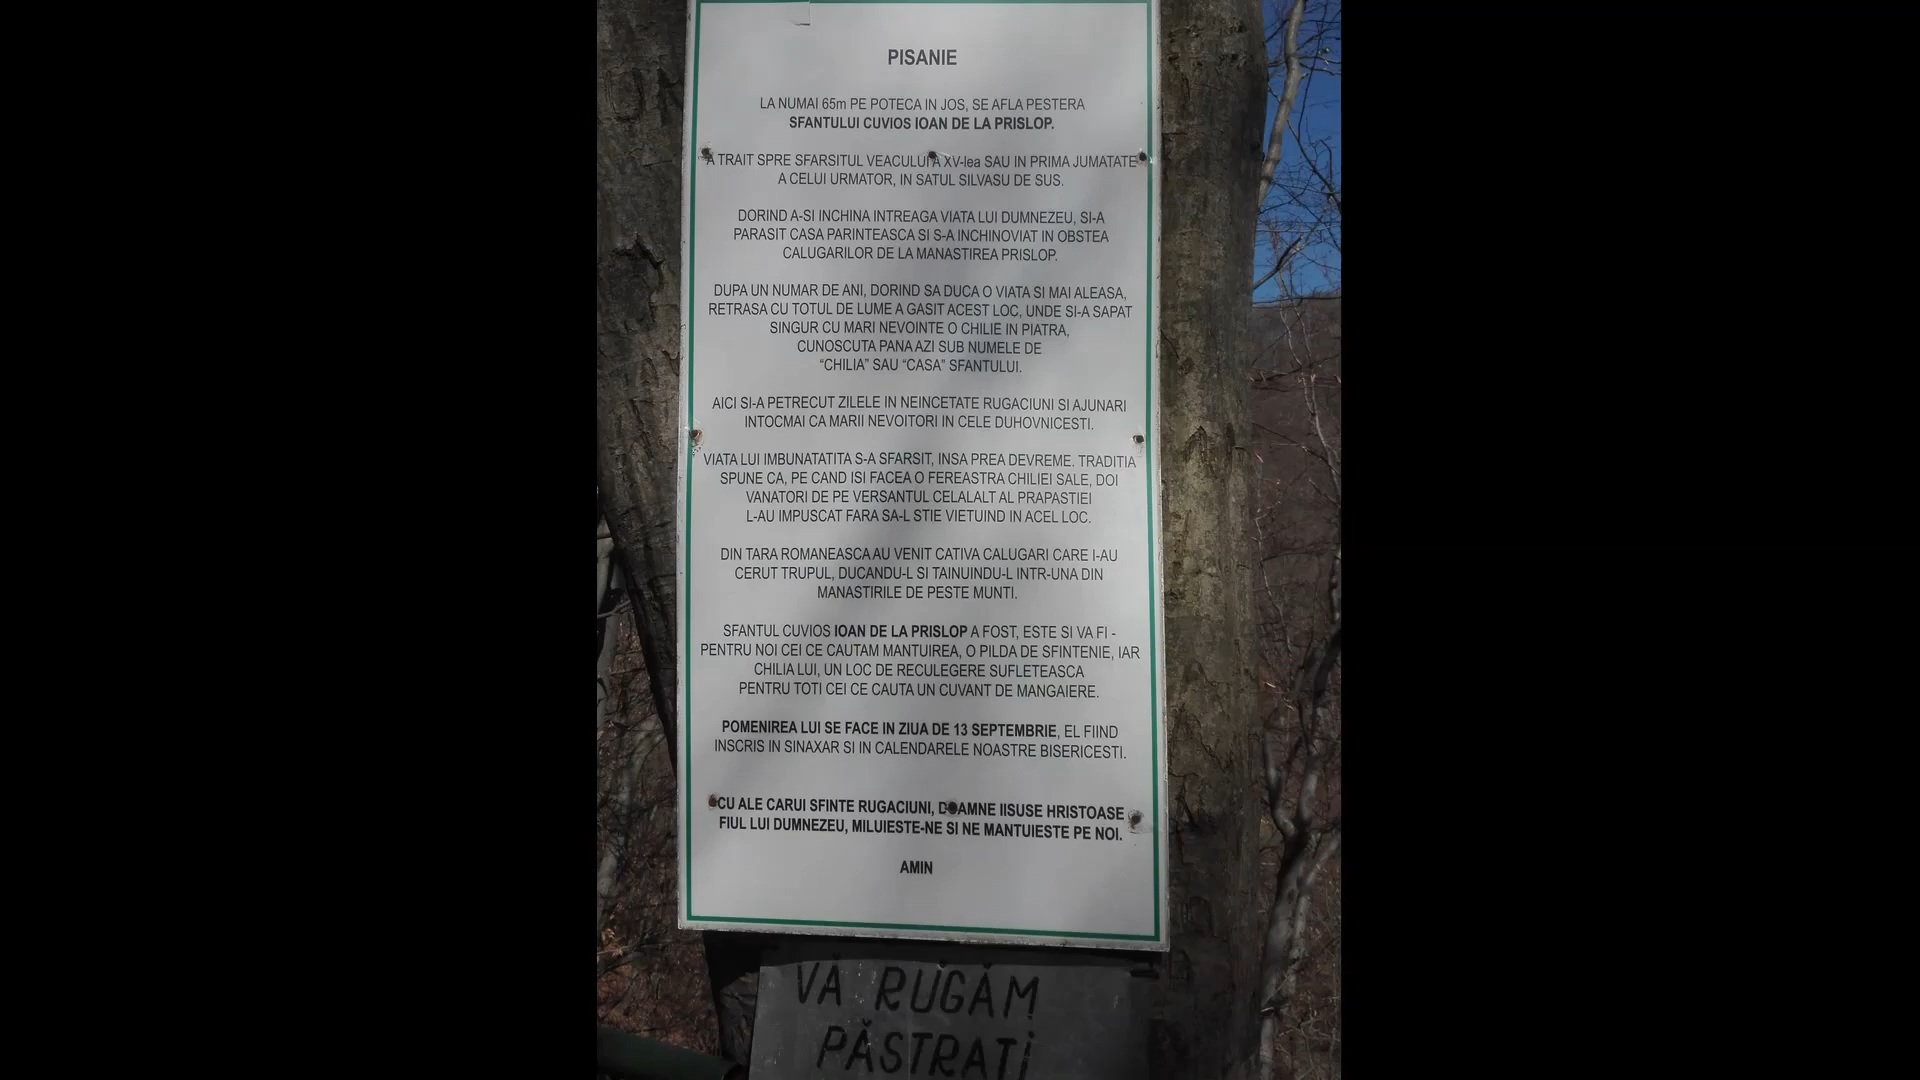 PISANIE
LA NUMAI 65m PE POTECA IN JOS, SE AFLA PESTERA
SFANTULUI CUVIOS IOAN DE LA PRISLOP.
A TRAIT SPRE SFARSITUL VEACULUI A XV-lea SAU IN PRIMA JUMATATE
A CELUI URMATOR, IN SATUL SILVASU DE SUS.
DORIND A-SI INCHINA INTREAGA VIATA LUI DUMNEZEU, SI-A
PARASIT CASA PARINTEASCA SI S-A INCHINOVIAT IN OBSTEA
CALUGARILOR DE LA MANASTIREA PRISLOP.
DUPA UN NUMAR DE ANI, DORIND SA DUCA O VIATA SI MAI ALEASA,
RETRASA CU TOTUL DE LUME A GASIT ACEST LOC, UNDE SI-A SAPAT
SINGUR CU MARI NEVOINTE O CHILIE IN PIATRA,
CUNOSCUTA PANA AZI SUB NUMELE DE
“CHILIA” SAU “CASA” SFANTULUI.
AICI SI-A PETRECUT ZILELE IN NEINCETATE RUGACIUNI SI AJUNARI
INTOCMAI CA MARII NEVOITORI IN CELE DUHOVNICESTI.
VIATA LUI IMBUNATATITA S-A SFARSIT, INSA PREA DEVREME. TRADITIA
SPUNE CA, PE CAND ISI FACEA O FEREASTRA CHILIEI SALE, DOI
VANATORI DE PE VERSANTUL CELALALT AL PRAPASTIEI
L-AU IMPUSCAT FARA SA-L STIE VIETUIND IN ACEL LOC.
DIN TARA ROMANEASCA AU VENIT CATIVA CALUGARI CARE I-AU
CERUT TRUPUL, DUCANDU-L SI TAINUINDU-L INTR-UNA DIN
MANASTIRILE DE PESTE MUNTI.
SFANTUL CUVIOS IOAN DE LA PRISLOP A FOST, ESTE SI VA FI -
PENTRU NOI CEI CE CAUTAM MANTUIREA, O PILDA DE SFINTENIE, IAR
CHILIA LUI, UN LOC DE RECULEGERE SUFLETEASCA
PENTRU TOTI CEI CE CAUTA UN CUVANT DE MANGAIERE.
POMENIREA LUI SE FACE IN ZIUA DE 13 SEPTEMBRIE, EL FIIND
INSCRIS IN SINAXAR SI IN CALENDARELE NOASTRE BISERICESTI.
CU ALE CARUI SFINTE RUGACIUNI, DOAMNE IISUSE HRISTOASE
FIUL LUI DUMNEZEU, MILUIESTE-NE SI NE MANTUIESTE PE NOI.
AMIN
VĂ RUGĂM
PĂSTRAȚI